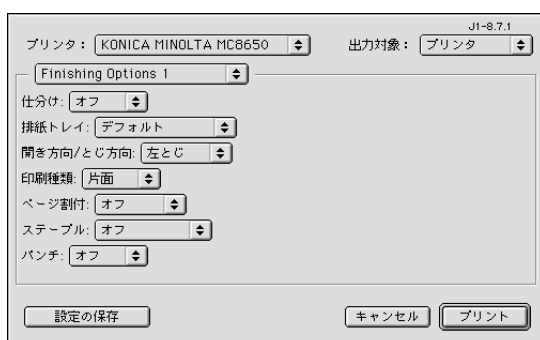 J1-8.7.1
プリンタ： KONICA MINOLTA MC8650 出力対象： プリンタ
Finishing Options 1
仕分け: オフ
排紙トレイ: デフォルト
開き方向/とじ方向: 左とじ
印刷種類: 片面
ページ割付: オフ
ステープル: オフ
パンチ: オフ
設定の保存 キャンセル プリント